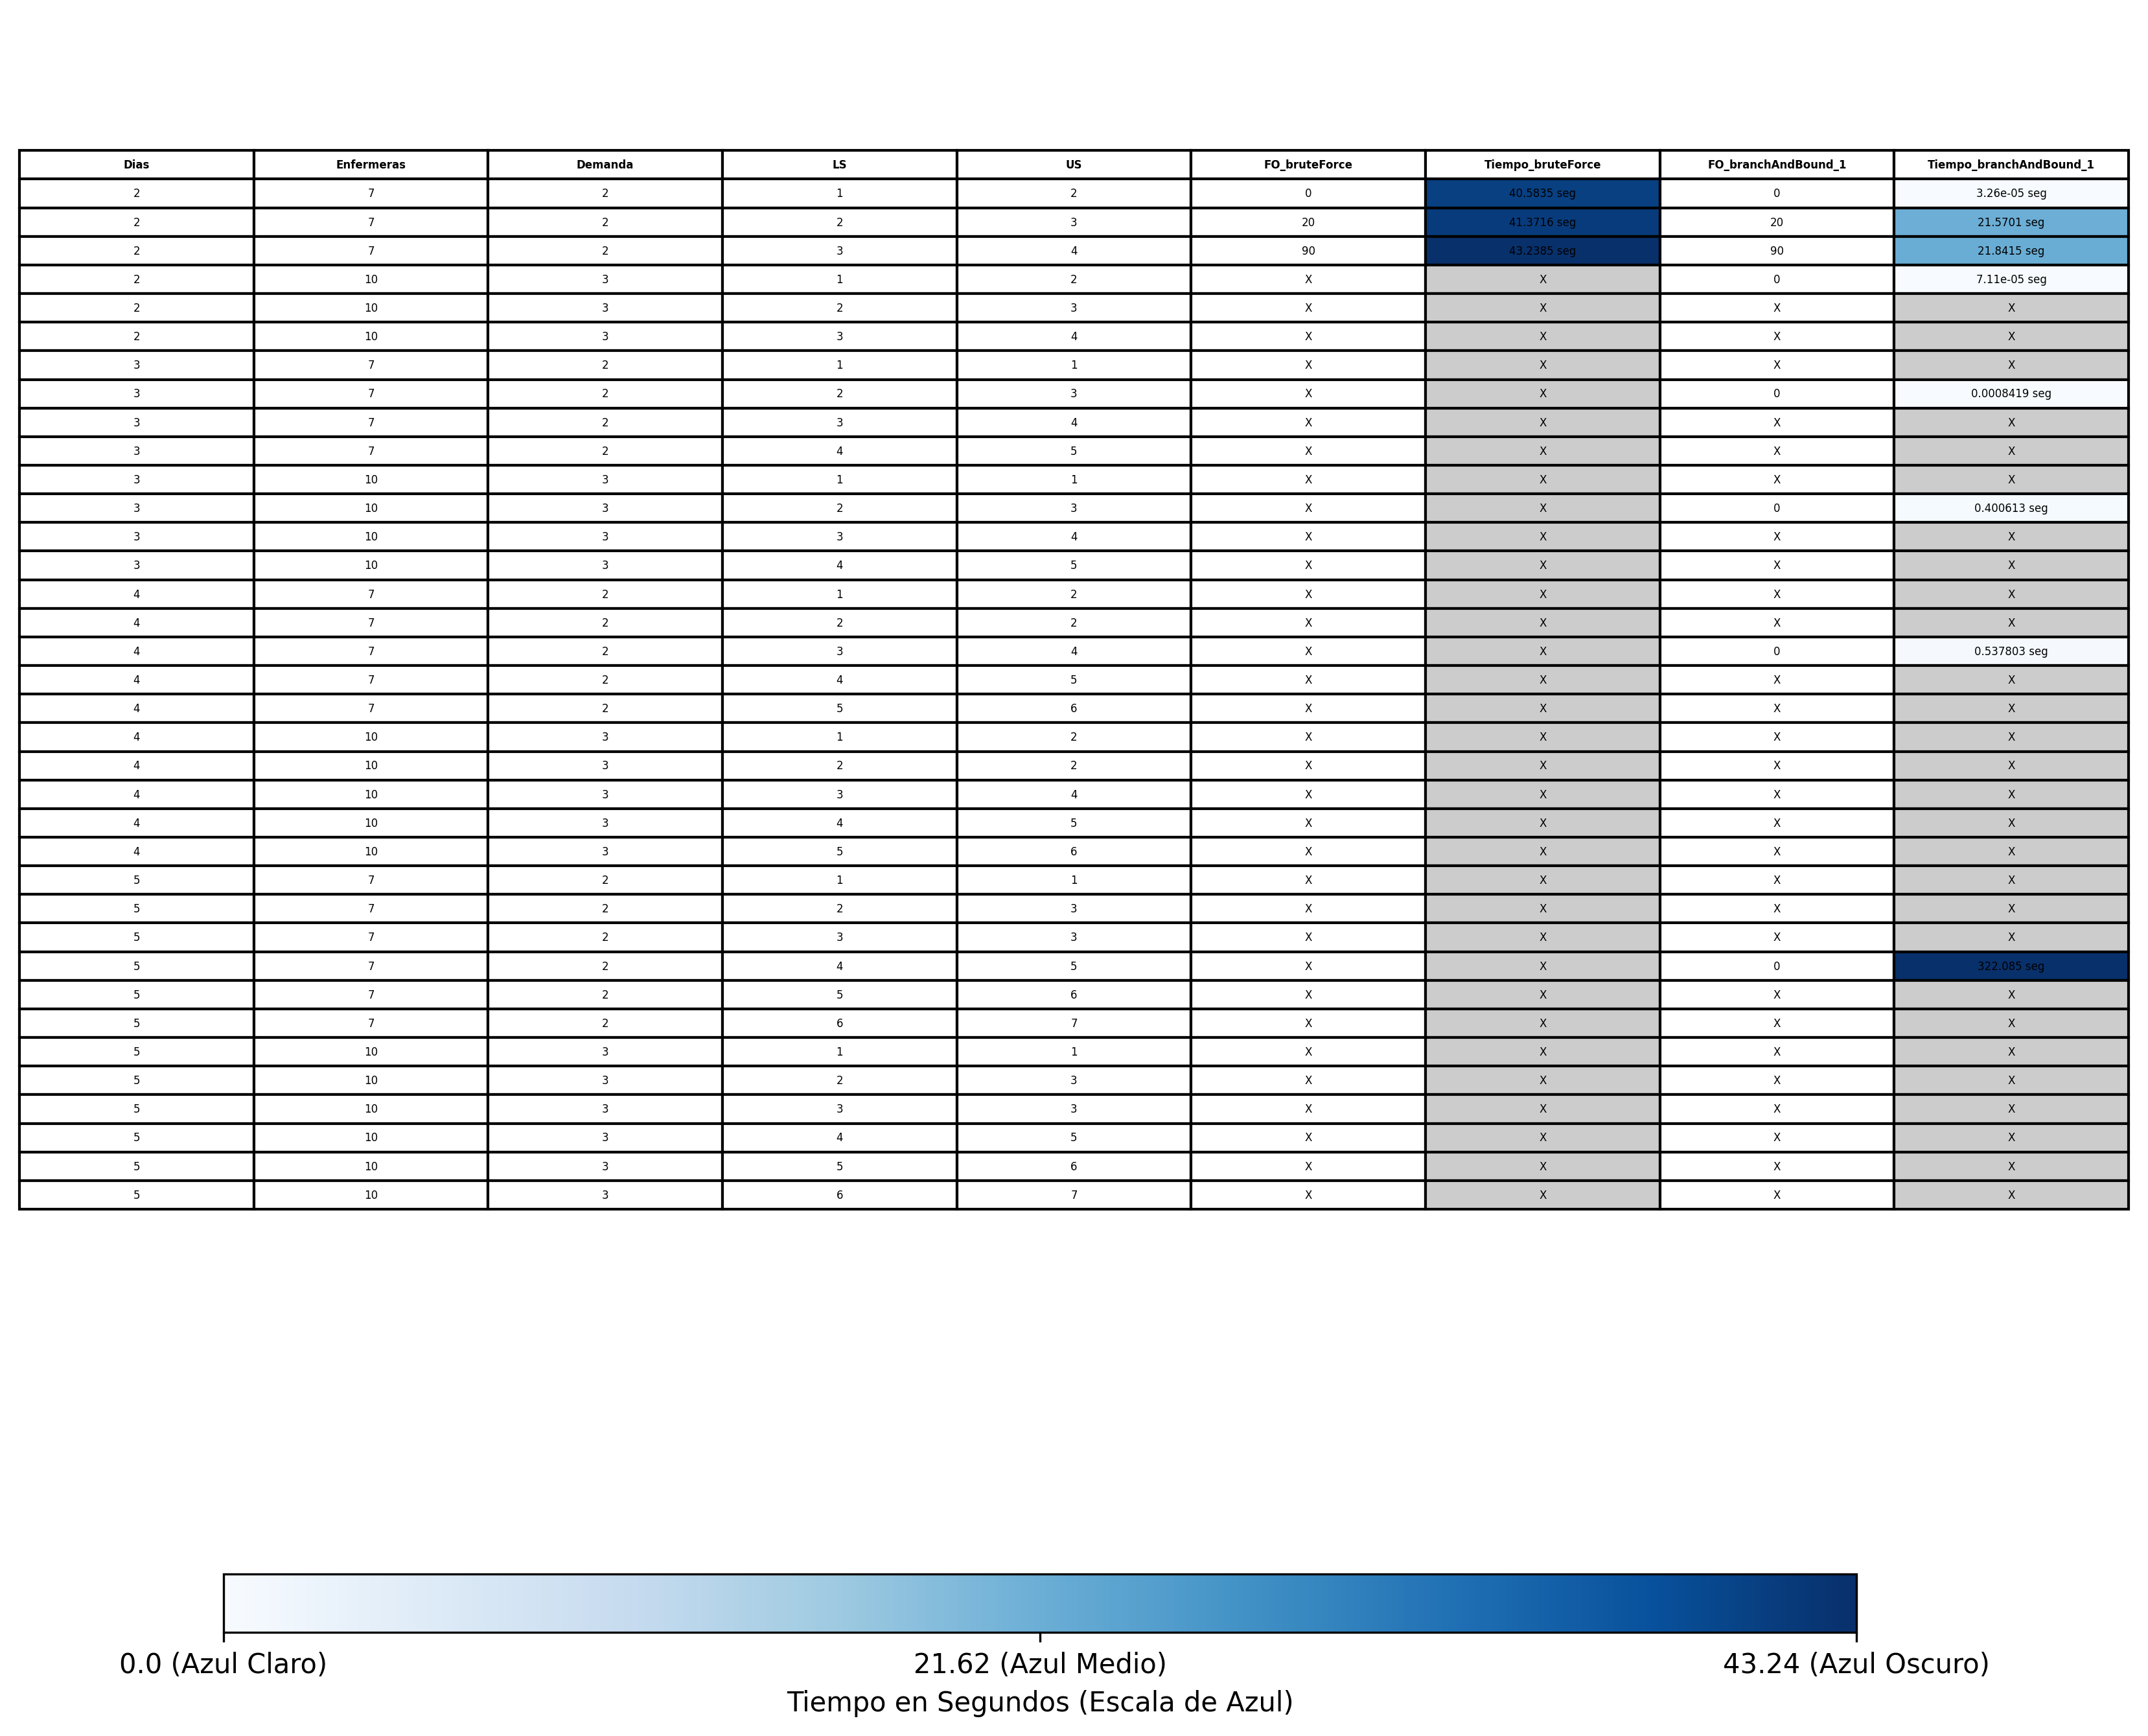 Dias Enfermeras Demanda LS US FO_bruteForce Tiempo_bruteForce FO_branchAndBound_1 Tiempo_branchAndBound_1
2 7 2 1 2 0 40.5835 seg 0 3.26e-05 seg
2 7 2 2 3 20 41.3716 seg 20 21.5701 seg
2 7 2 3 4 90 43.2385 seg 90 21.8415 seg
2 10 3 1 2 X X 0 7.11e-05 seg
2 10 3 2 3 X X X X
2 10 3 3 4 X X X X
3 7 2 1 1 X X X X
3 7 2 2 3 X X 0 0.0008419 seg
3 7 2 3 4 X X X X
3 7 2 4 5 X X X X
3 10 3 1 1 X X X X
3 10 3 2 3 X X 0 0.400613 seg
3 10 3 3 4 X X X X
3 10 3 4 5 X X X X
4 7 2 1 2 X X X X
4 7 2 2 2 X X X X
4 7 2 3 4 X X 0 0.537803 seg
4 7 2 4 5 X X X X
4 7 2 5 6 X X X X
4 10 3 1 2 X X X X
4 10 3 2 2 X X X X
4 10 3 3 4 X X X X
4 10 3 4 5 X X X X
4 10 3 5 6 X X X X
5 7 2 1 1 X X X X
5 7 2 2 3 X X X X
5 7 2 3 3 X X X X
5 7 2 4 5 X X 0 322.085 seg
5 7 2 5 6 X X X X
5 7 2 6 7 X X X X
5 10 3 1 1 X X X X
5 10 3 2 3 X X X X
5 10 3 3 3 X X X X
5 10 3 4 5 X X X X
5 10 3 5 6 X X X X
5 10 3 6 7 X X X X
0.0 (Azul Claro) 21.62 (Azul Medio) 43.24 (Azul Oscuro)
Tiempo en Segundos (Escala de Azul)